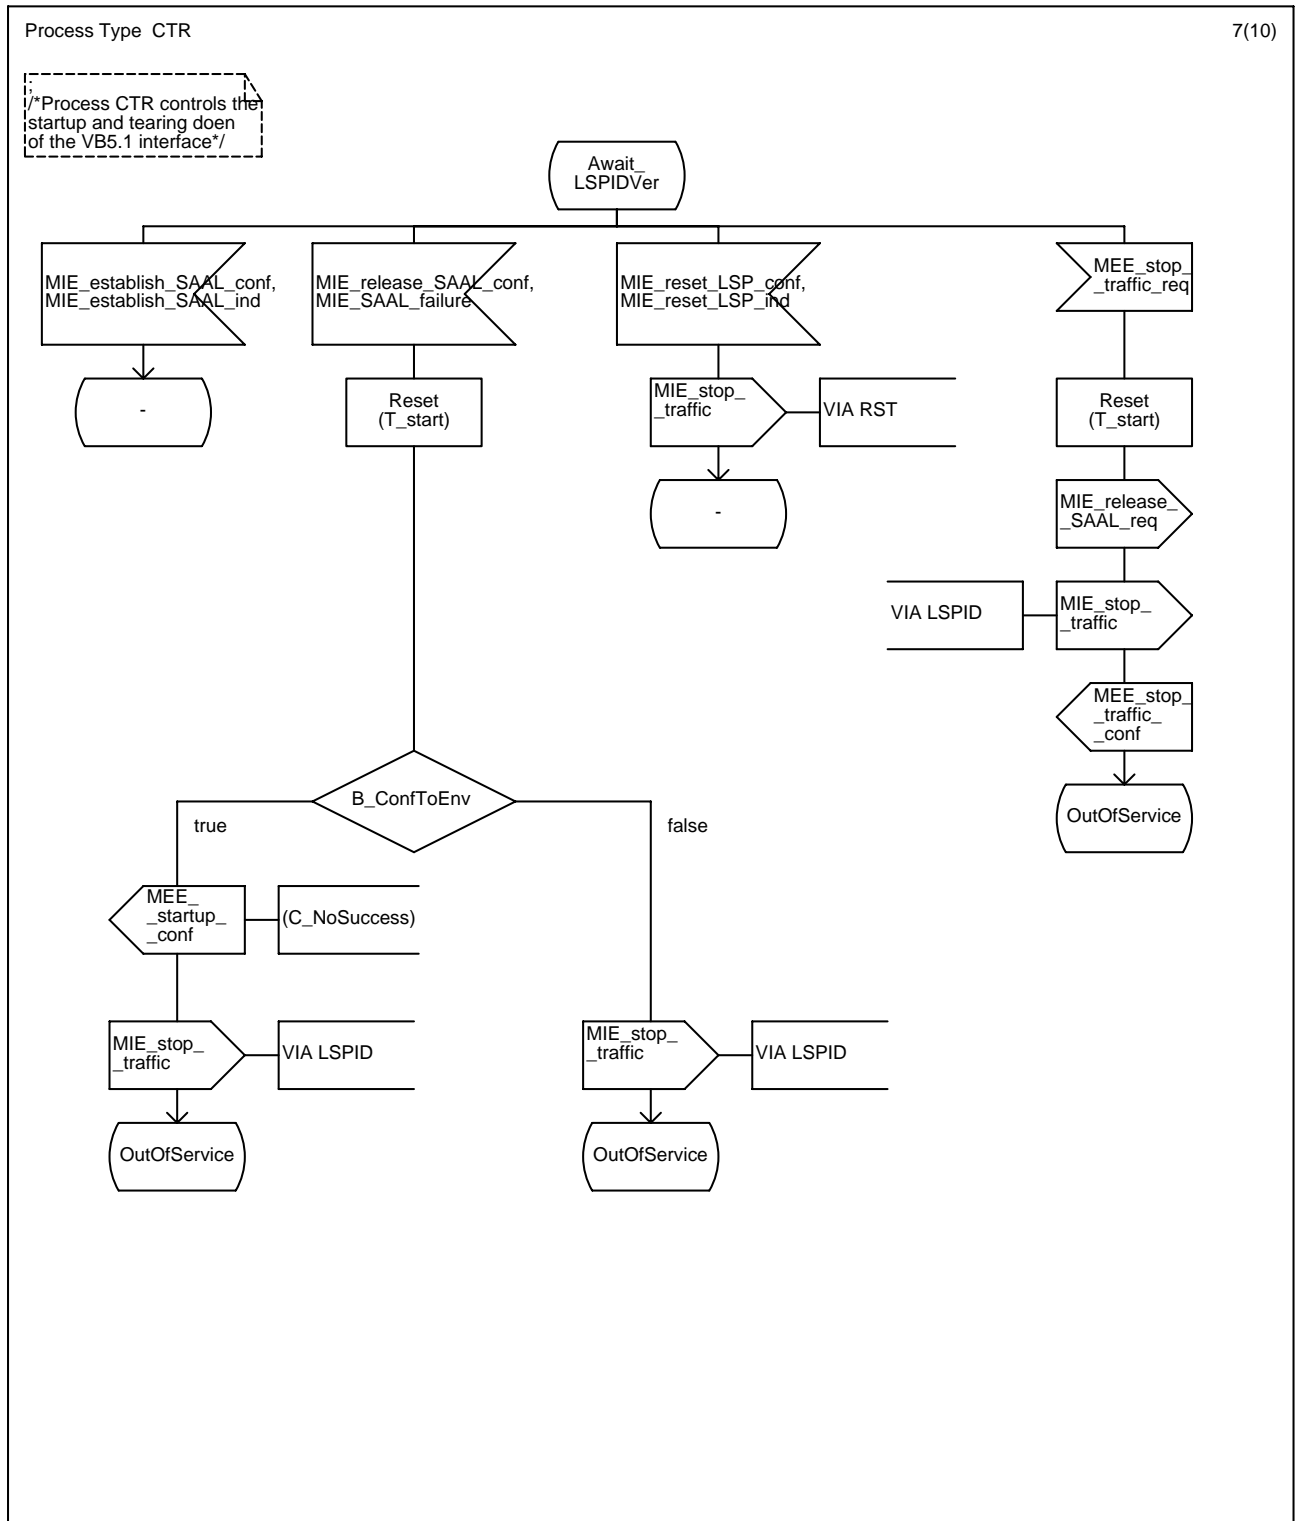 Process Type CTR
7(10)
;
/*Process CTR controls the
startup and tearing doen
of the VB5.1 interface*/
Await_
LSPIDVer
MIE_establish_SAAL_conf,
MIE_establish_SAAL_ind
MIE_release_SAAL_conf,
MIE_SAAL_failure
MIE_reset_LSP_conf,
MIE_reset_LSP_ind
MEE_stop_
_traffic_req
-
Reset
(T_start)
MIE_stop_
_traffic
VIA RST
Reset
(T_start)
-
MIE_release_
_SAAL_req
VIA LSPID
MIE_stop_
_traffic
MEE_stop_
_traffic_
_conf
OutOfService
B_ConfToEnv
true
false
MEE_
_startup_
_conf
(C_NoSuccess)
MIE_stop_
_traffic
VIA LSPID
MIE_stop_
_traffic
VIA LSPID
OutOfService
OutOfService